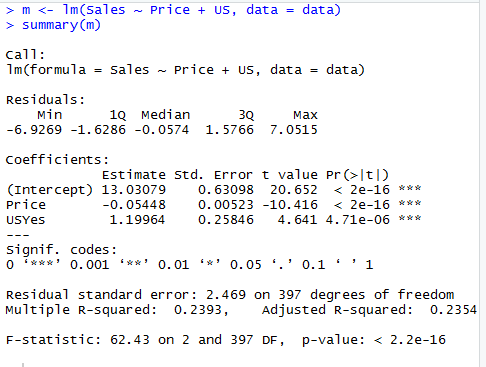 > m <- lm(Sales ~ Price + US, data = data)
> summary(m)
Call:
lm(formula = Sales ~ Price + US, data = data)
Residuals:
    Min      1Q  Median      3Q     Max
-6.9269 -1.6286 -0.0574  1.5766  7.0515
Coefficients:
            Estimate Std. Error t value Pr(>|t|)
(Intercept) 13.03079    0.63098  20.652  < 2e-16 ***
Price       -0.05448    0.00523 -10.416  < 2e-16 ***
USYes        1.19964    0.25846   4.641 4.71e-06 ***
---
Signif. codes:
0 ‘***’ 0.001 ‘**’ 0.01 ‘*’ 0.05 ‘.’ 0.1 ‘ ’ 1
Residual standard error: 2.469 on 397 degrees of freedom
Multiple R-squared:  0.2393,	Adjusted R-squared:  0.2354
F-statistic: 62.43 on 2 and 397 DF,  p-value: < 2.2e-16